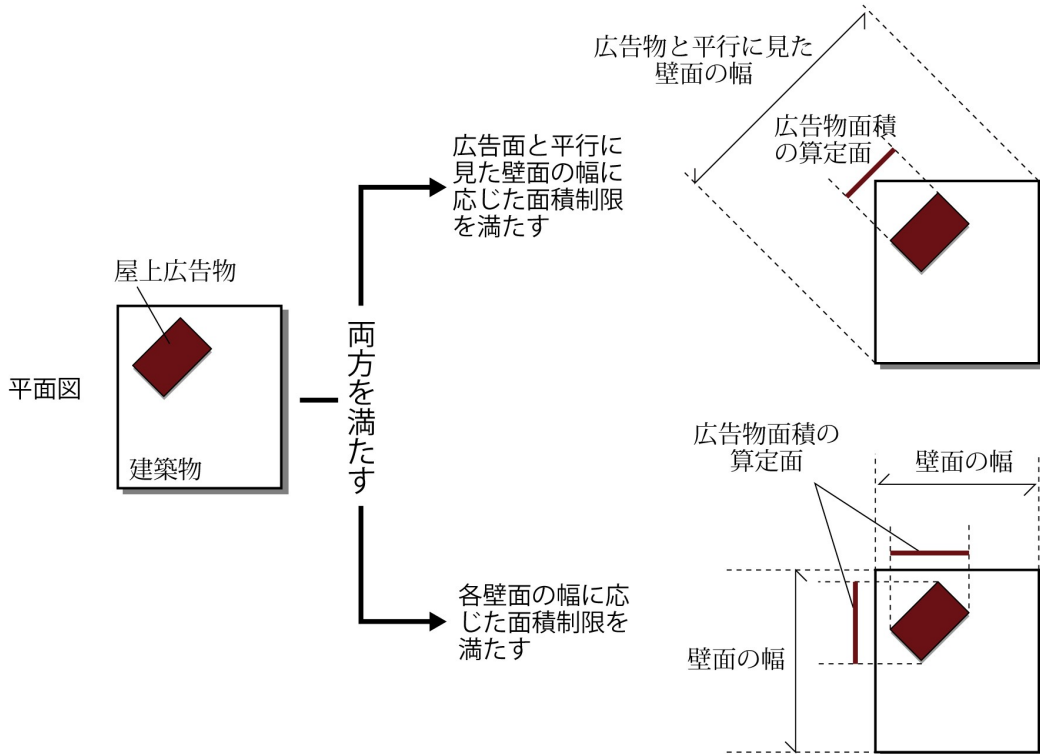 平面図
屋上広告物
建築物
両方を満たす
広告面と平行に
見た壁面の幅に
応じた面積制限
を満たす
広告物と平行に見た
壁面の幅
広告物面積
の算定面
各壁面の幅に応
じた面積制限を
満たす
広告物面積の
算定面
壁面の幅
壁面の幅